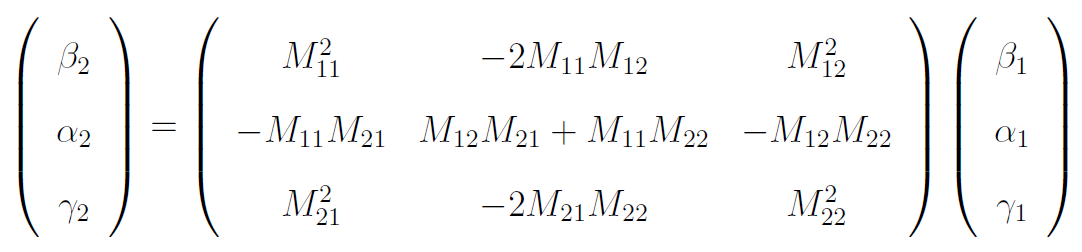 β₂ M₁₁² −2M₁₁M₁₂ M₁₂² β₁
α₂ = −M₁₁M₂₁ M₁₂M₂₁ + M₁₁M₂₂ −M₁₂M₂₂ α₁
γ₂ M₂₁² −2M₂₁M₂₂ M₂₂² γ₁